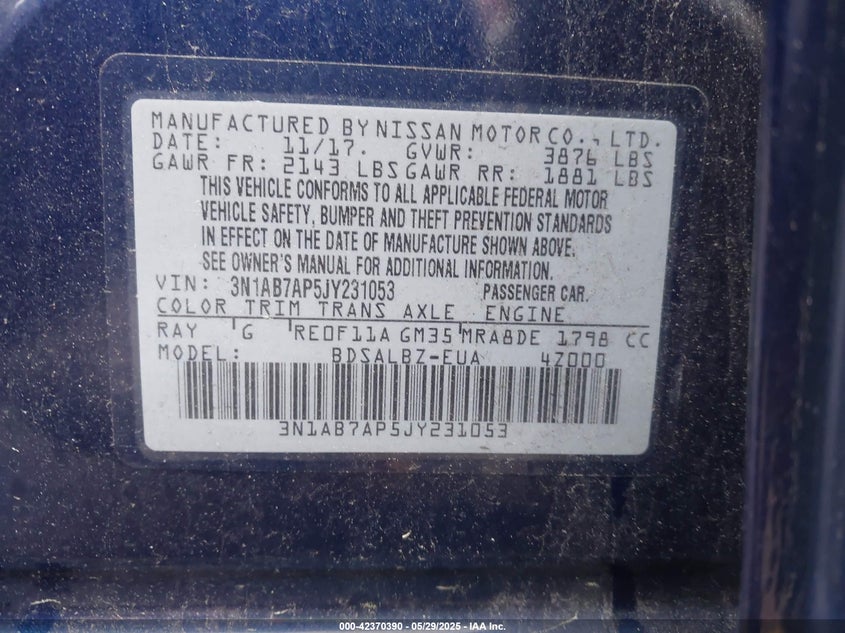 MANUFACTURED BY NISSAN MOTOR CO., LTD.
DATE: 11/17. GVWR: 3876 LBS
GAWR FR: 2143 LBS GAWR RR: 1881 LBS
THIS VEHICLE CONFORMS TO ALL APPLICABLE FEDERAL MOTOR
VEHICLE SAFETY, BUMPER AND THEFT PREVENTION STANDARDS
IN EFFECT ON THE DATE OF MANUFACTURE SHOWN ABOVE.
SEE OWNER'S MANUAL FOR ADDITIONAL INFORMATION.
VIN: 3N1AB7AP5JY231053 PASSENGER CAR.
COLOR TRIM TRANS AXLE ENGINE
RAY G RE0F11A GM35 MRA8DE 1798 CC
MODEL: BDSALBZ-EUA 4Z000
3N1AB7AP5JY231053
000-42370390 - 05/29/2025 - IAA Inc.